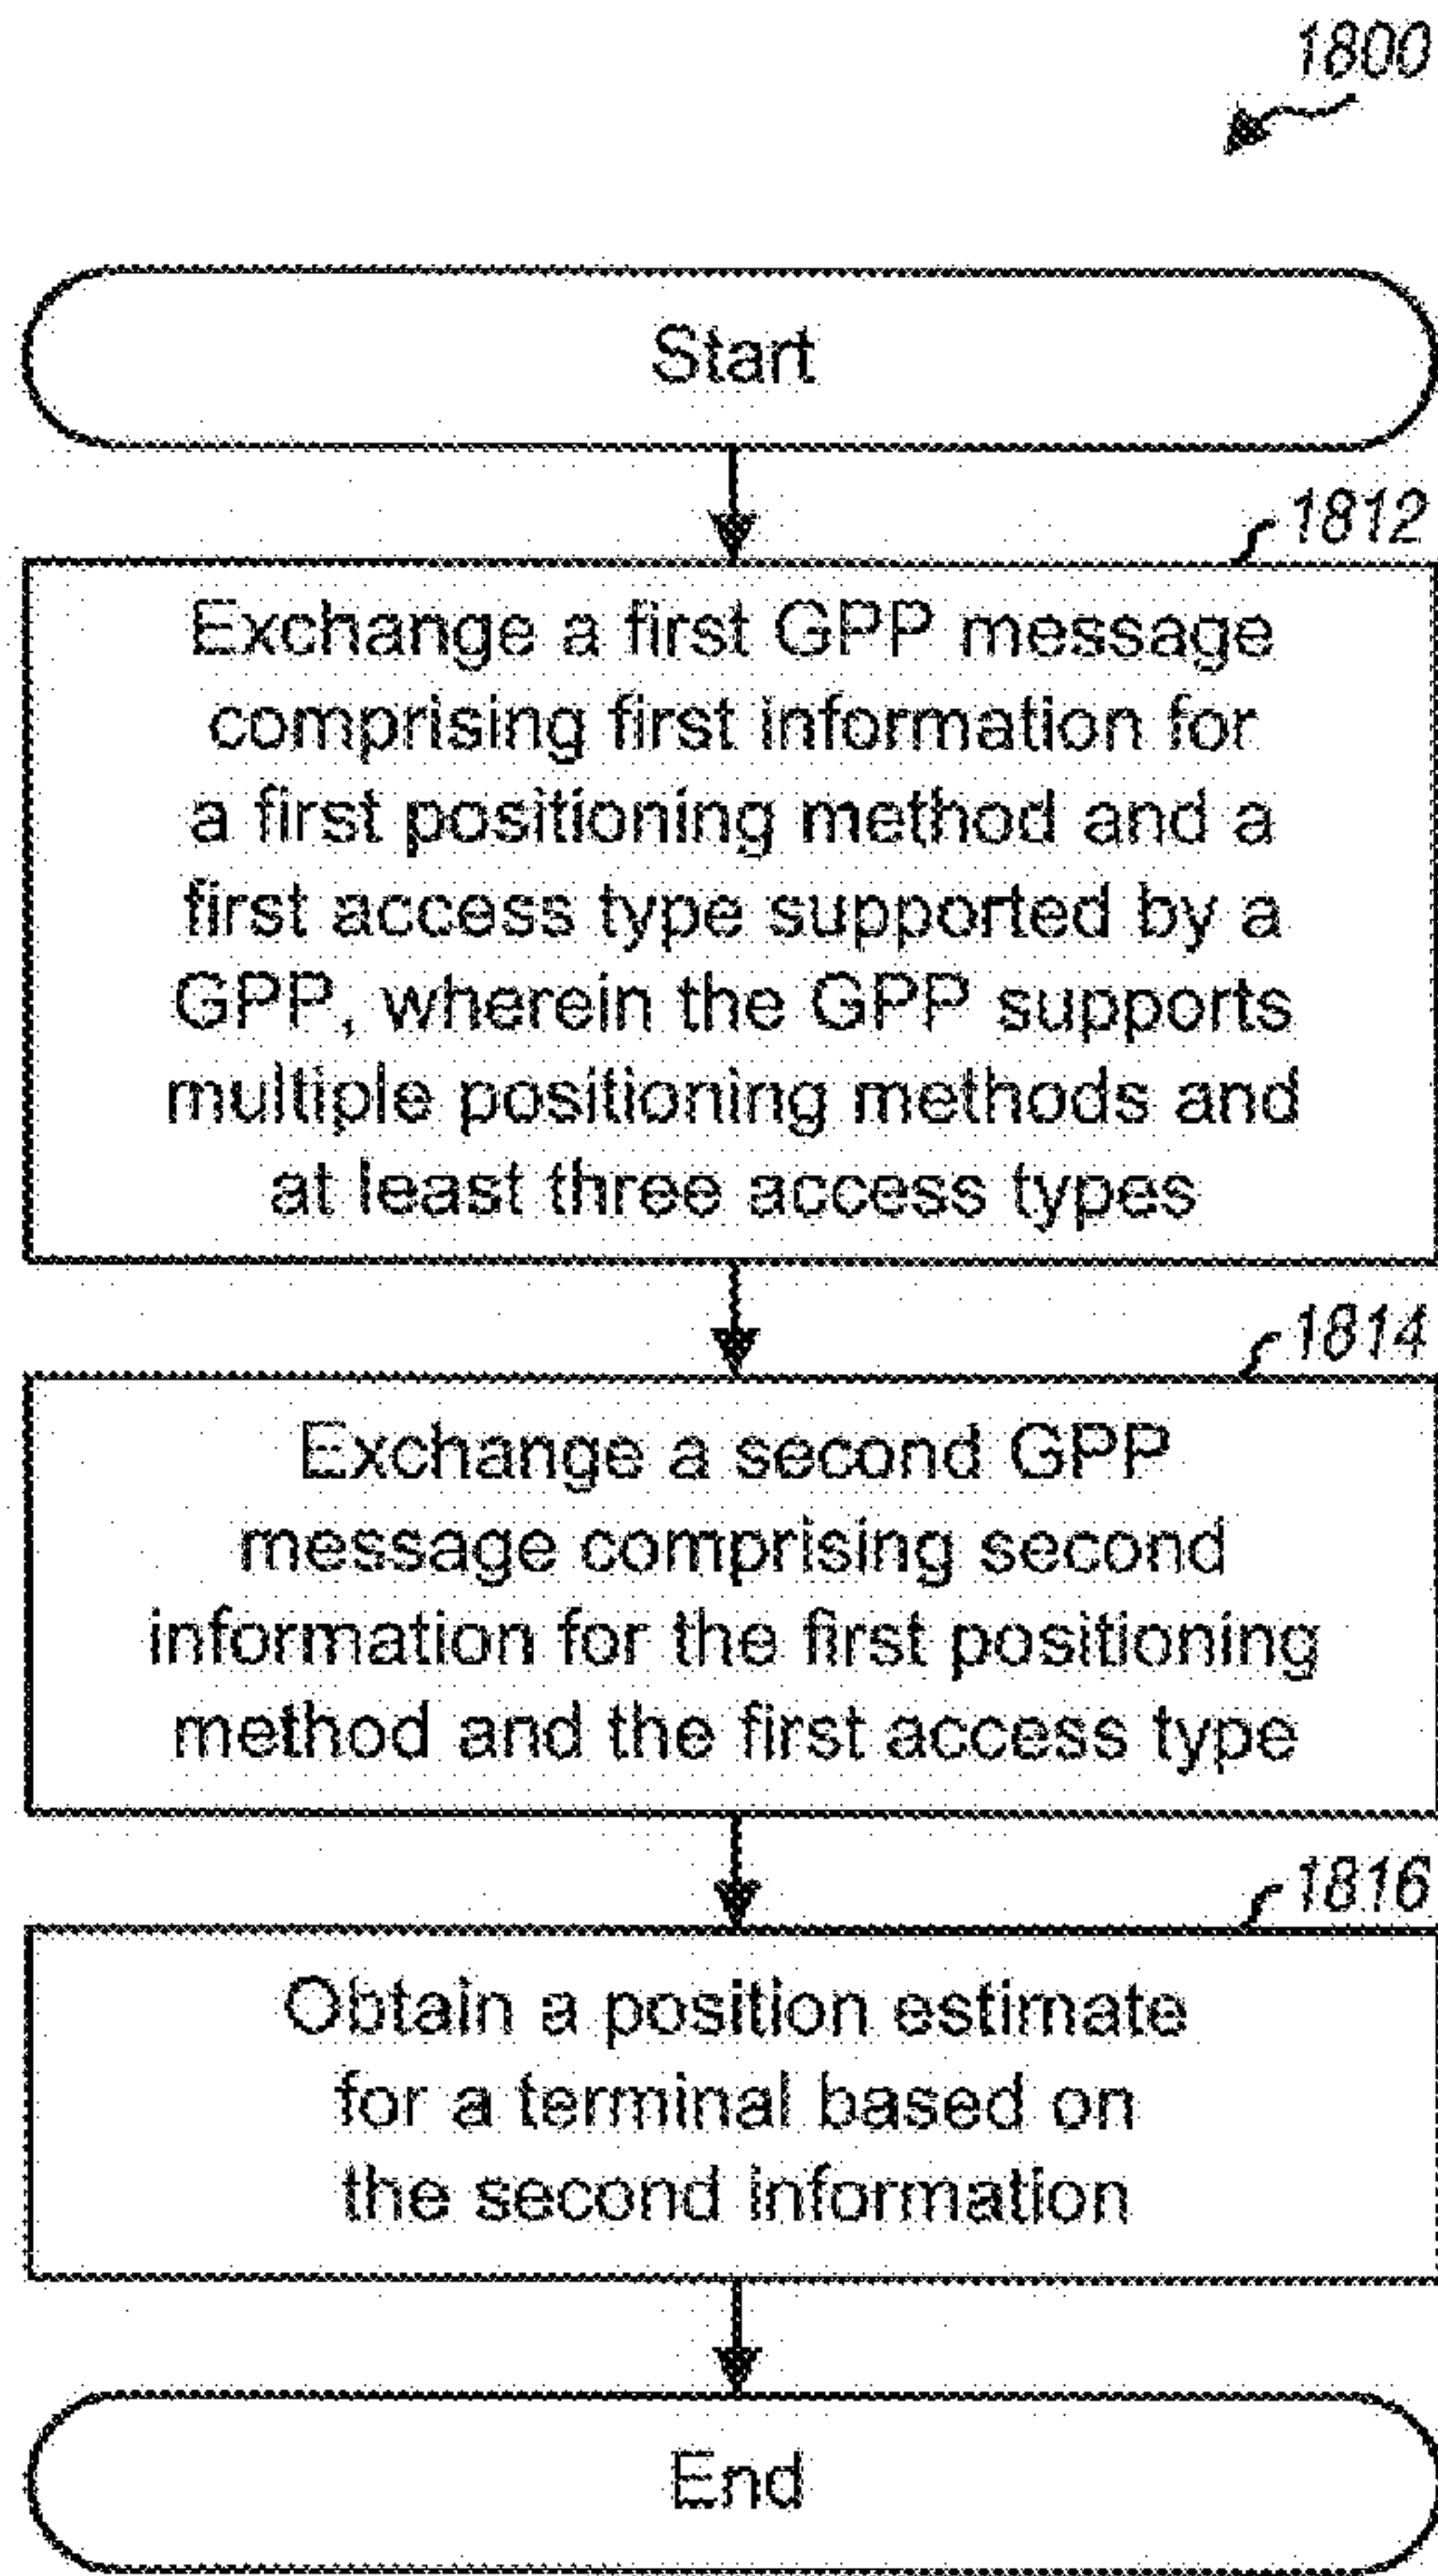 1800
Start
1812
Exchange a first GPP message
comprising first information for
a first positioning method and a
first access type supported by a
GPP, wherein the GPP supports
multiple positioning methods and
at least three access types
1814
Exchange a second GPP
message comprising second
information for the first positioning
method and the first access type
1816
Obtain a position estimate
for a terminal based on
the second information
End